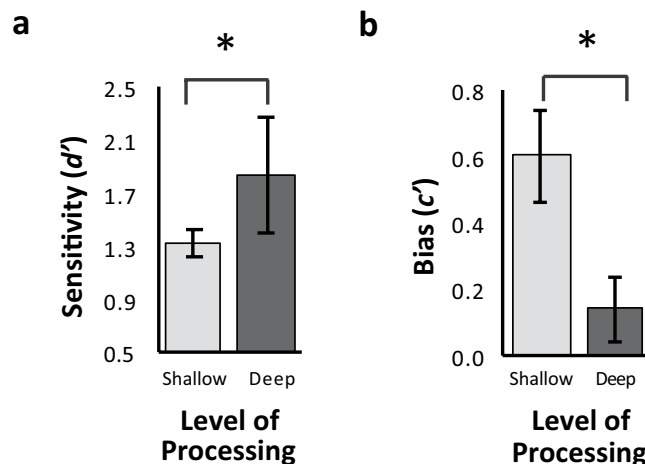 a
*
Sensitivity (d′)
2.5
2.1
1.7
1.3
0.9
0.5
Shallow Deep
Level of
Processing
b
*
Bias (c′)
0.8
0.6
0.4
0.2
0.0
Shallow Deep
Level of
Processing